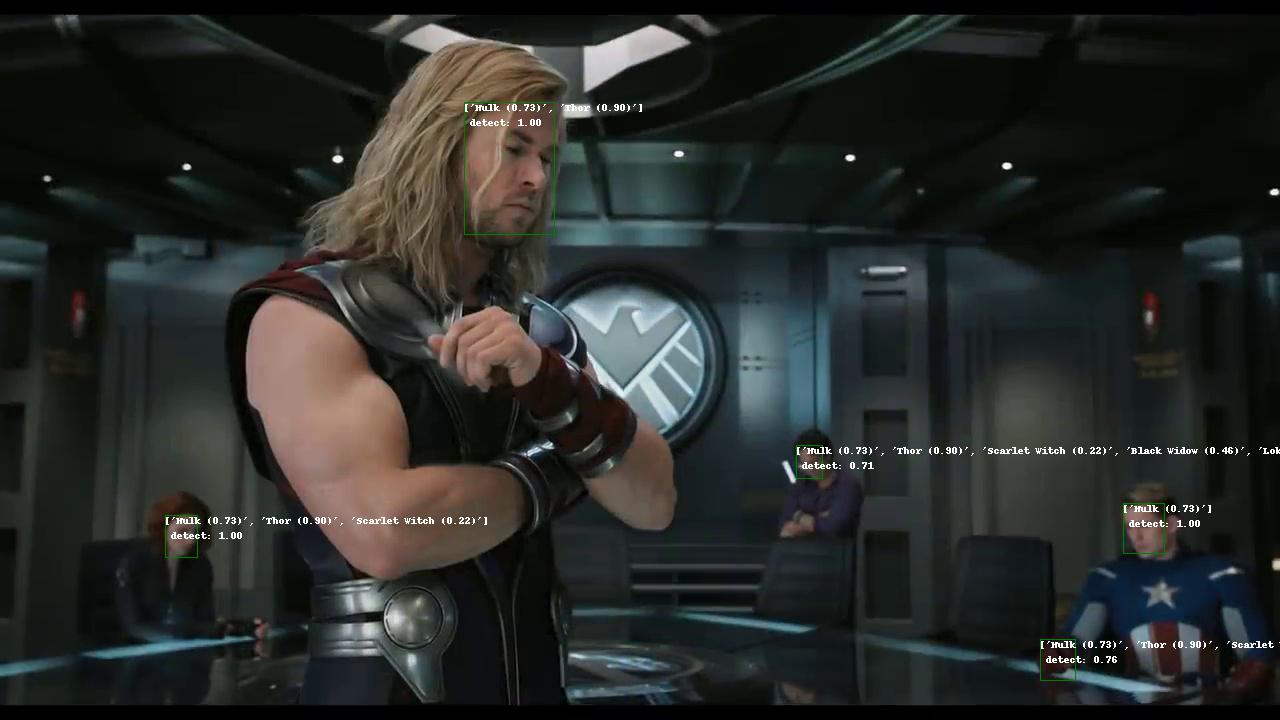 ['Hulk (0.73)', 'Thor (0.90)']
detect: 1.00
['Hulk (0.73)', 'Thor (0.90)', 'Scarlet Witch (0.22)', 'Black Widow (0.46)', 'Lok
detect: 0.71
['Hulk (0.73)']
detect: 1.00
['Hulk (0.73)', 'Thor (0.90)', 'Scarlet Witch (0.22)']
detect: 1.00
['Hulk (0.73)', 'Thor (0.90)', 'Scarlet
detect: 0.76